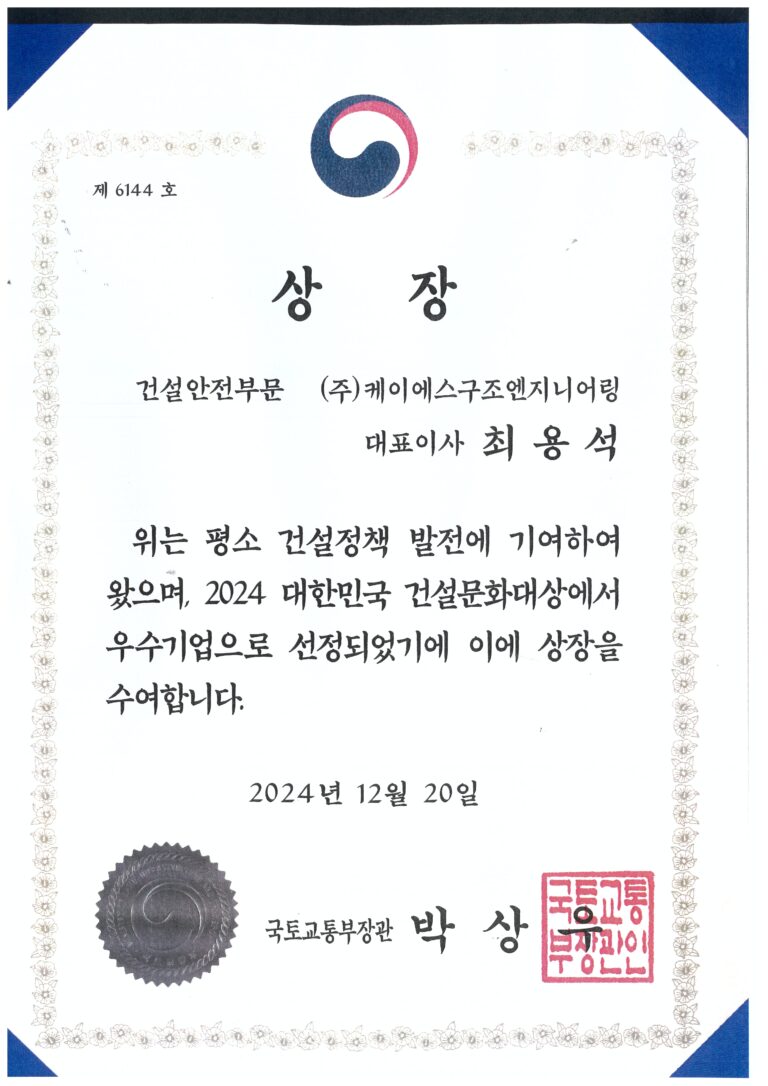 제 6144 호
상 장
건설안전부문 (주)케이에스구조엔지니어링
대표이사 최용석
위는 평소 건설정책 발전에 기여하여
왔으며, 2024 대한민국 건설문화대상에서
우수기업으로 선정되었기에 이에 상장을
수여합니다.
2024년 12월 20일
국토교통부장관 박상우
국토교통
부장관인